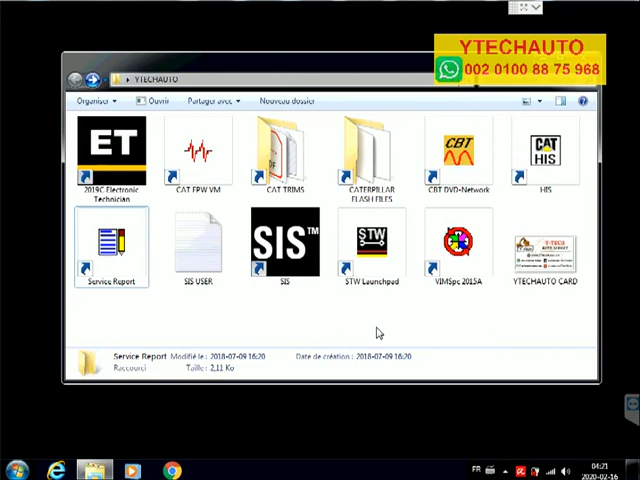 YTECHAUTO
002 0100 88 75 968
YTECHAUTO
Organiser
Ouvrir
Partager avec
Nouveau dossier
ET
CAT
HIS
CBT
2019C Electronic
Technician
CAT FPW VM
CAT TRIMS
CATERPILLAR
FLASH FILES
CBT DVD-Network
HIS
SIS™
STW
Y-TECH
Service Report
SIS USER
SIS
STW Launchpad
VIMSpc 2015A
YTECHAUTO CARD
Service Report Modifié le : 2018-07-09 16:20 Date de création : 2018-07-09 16:20
Raccourci Taille : 2,11 Ko
FR
04:21
2020-02-16